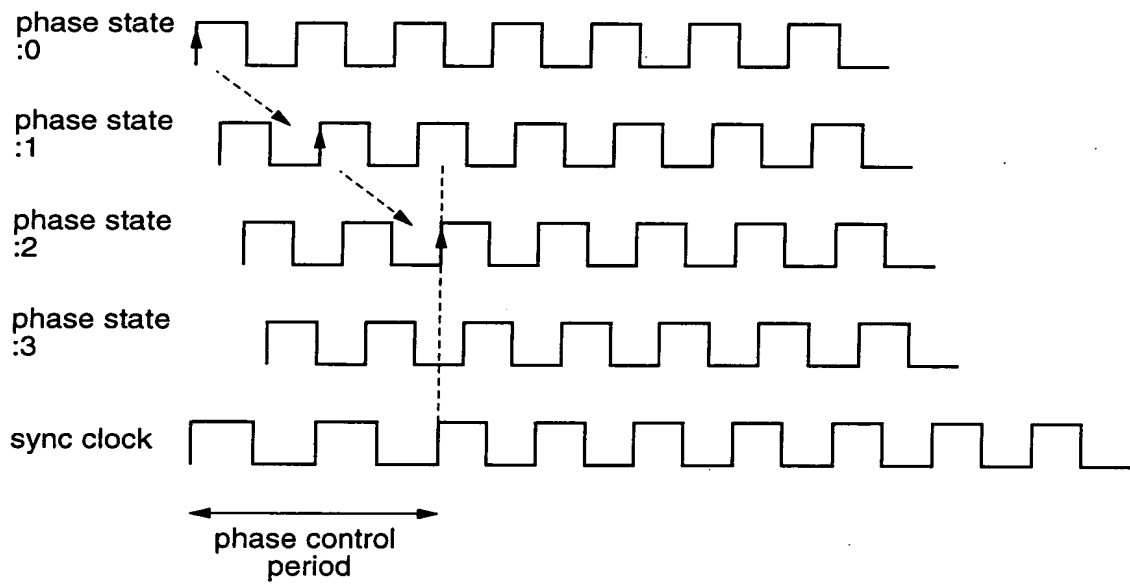 phase state
:0
phase state
:1
phase state
:2
phase state
:3
sync clock
phase control
period